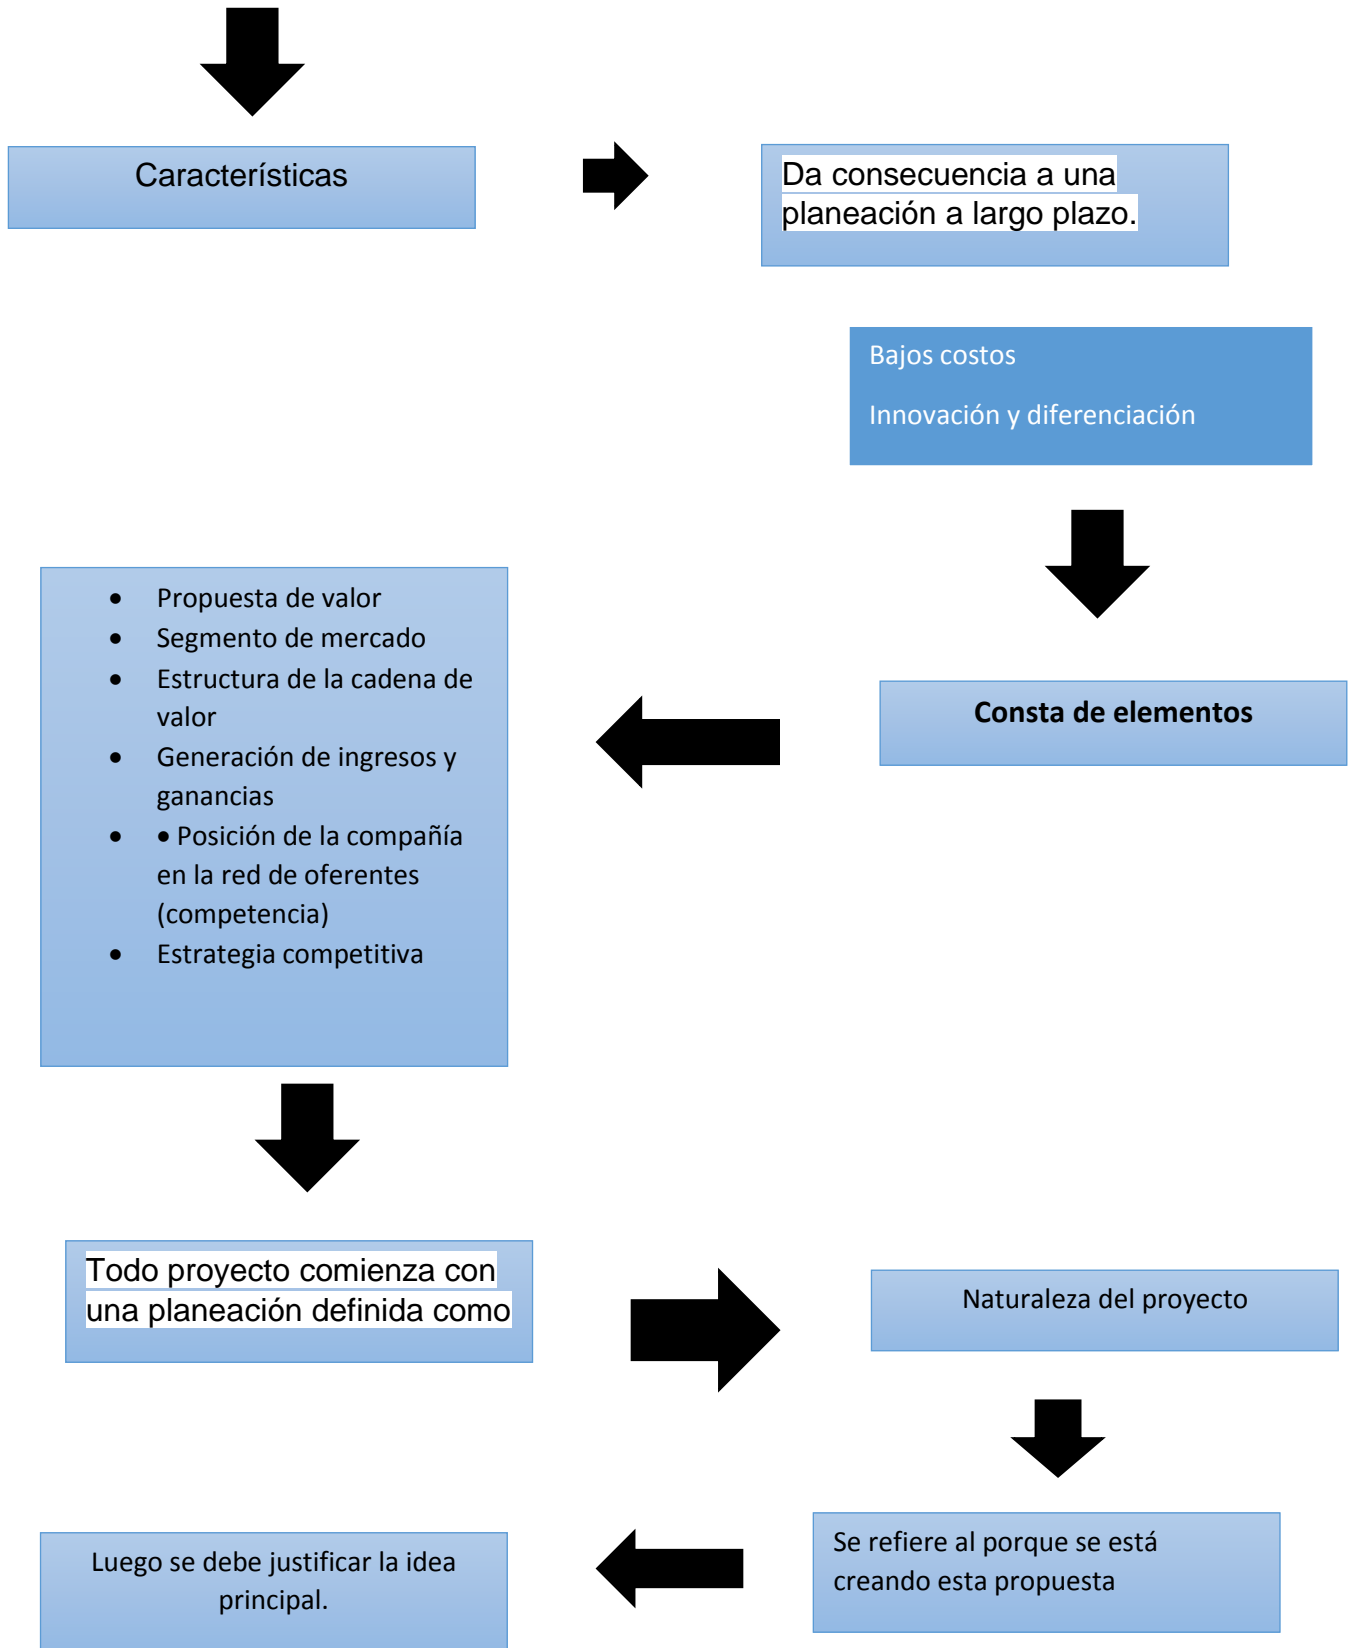 Características
Da consecuencia a una
planeación a largo plazo.
Bajos costos
Innovación y diferenciación
Consta de elementos
• Propuesta de valor
• Segmento de mercado
• Estructura de la cadena de
valor
• Generación de ingresos y
ganancias
• • Posición de la compañía
en la red de oferentes
(competencia)
• Estrategia competitiva
Todo proyecto comienza con
una planeación definida como
Naturaleza del proyecto
Se refiere al porque se está
creando esta propuesta
Luego se debe justificar la idea
principal.